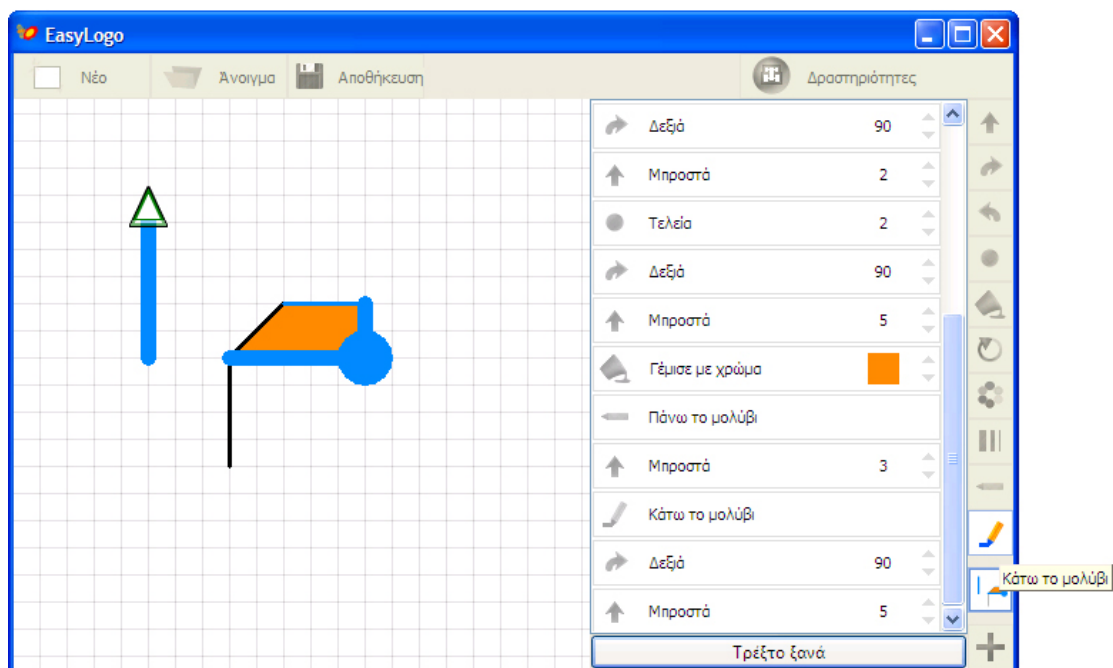 EasyLogo
Νέο Άνοιγμα Αποθήκευση Δραστηριότητες
Δεξιά 90
Μπροστά 2
Τελεία 2
Δεξιά 90
Μπροστά 5
Γέμισε με χρώμα
Πάνω το μολύβι
Μπροστά 3
Κάτω το μολύβι
Δεξιά 90
Κάτω το μολύβι
Μπροστά 5
Τρέξτο ξανά